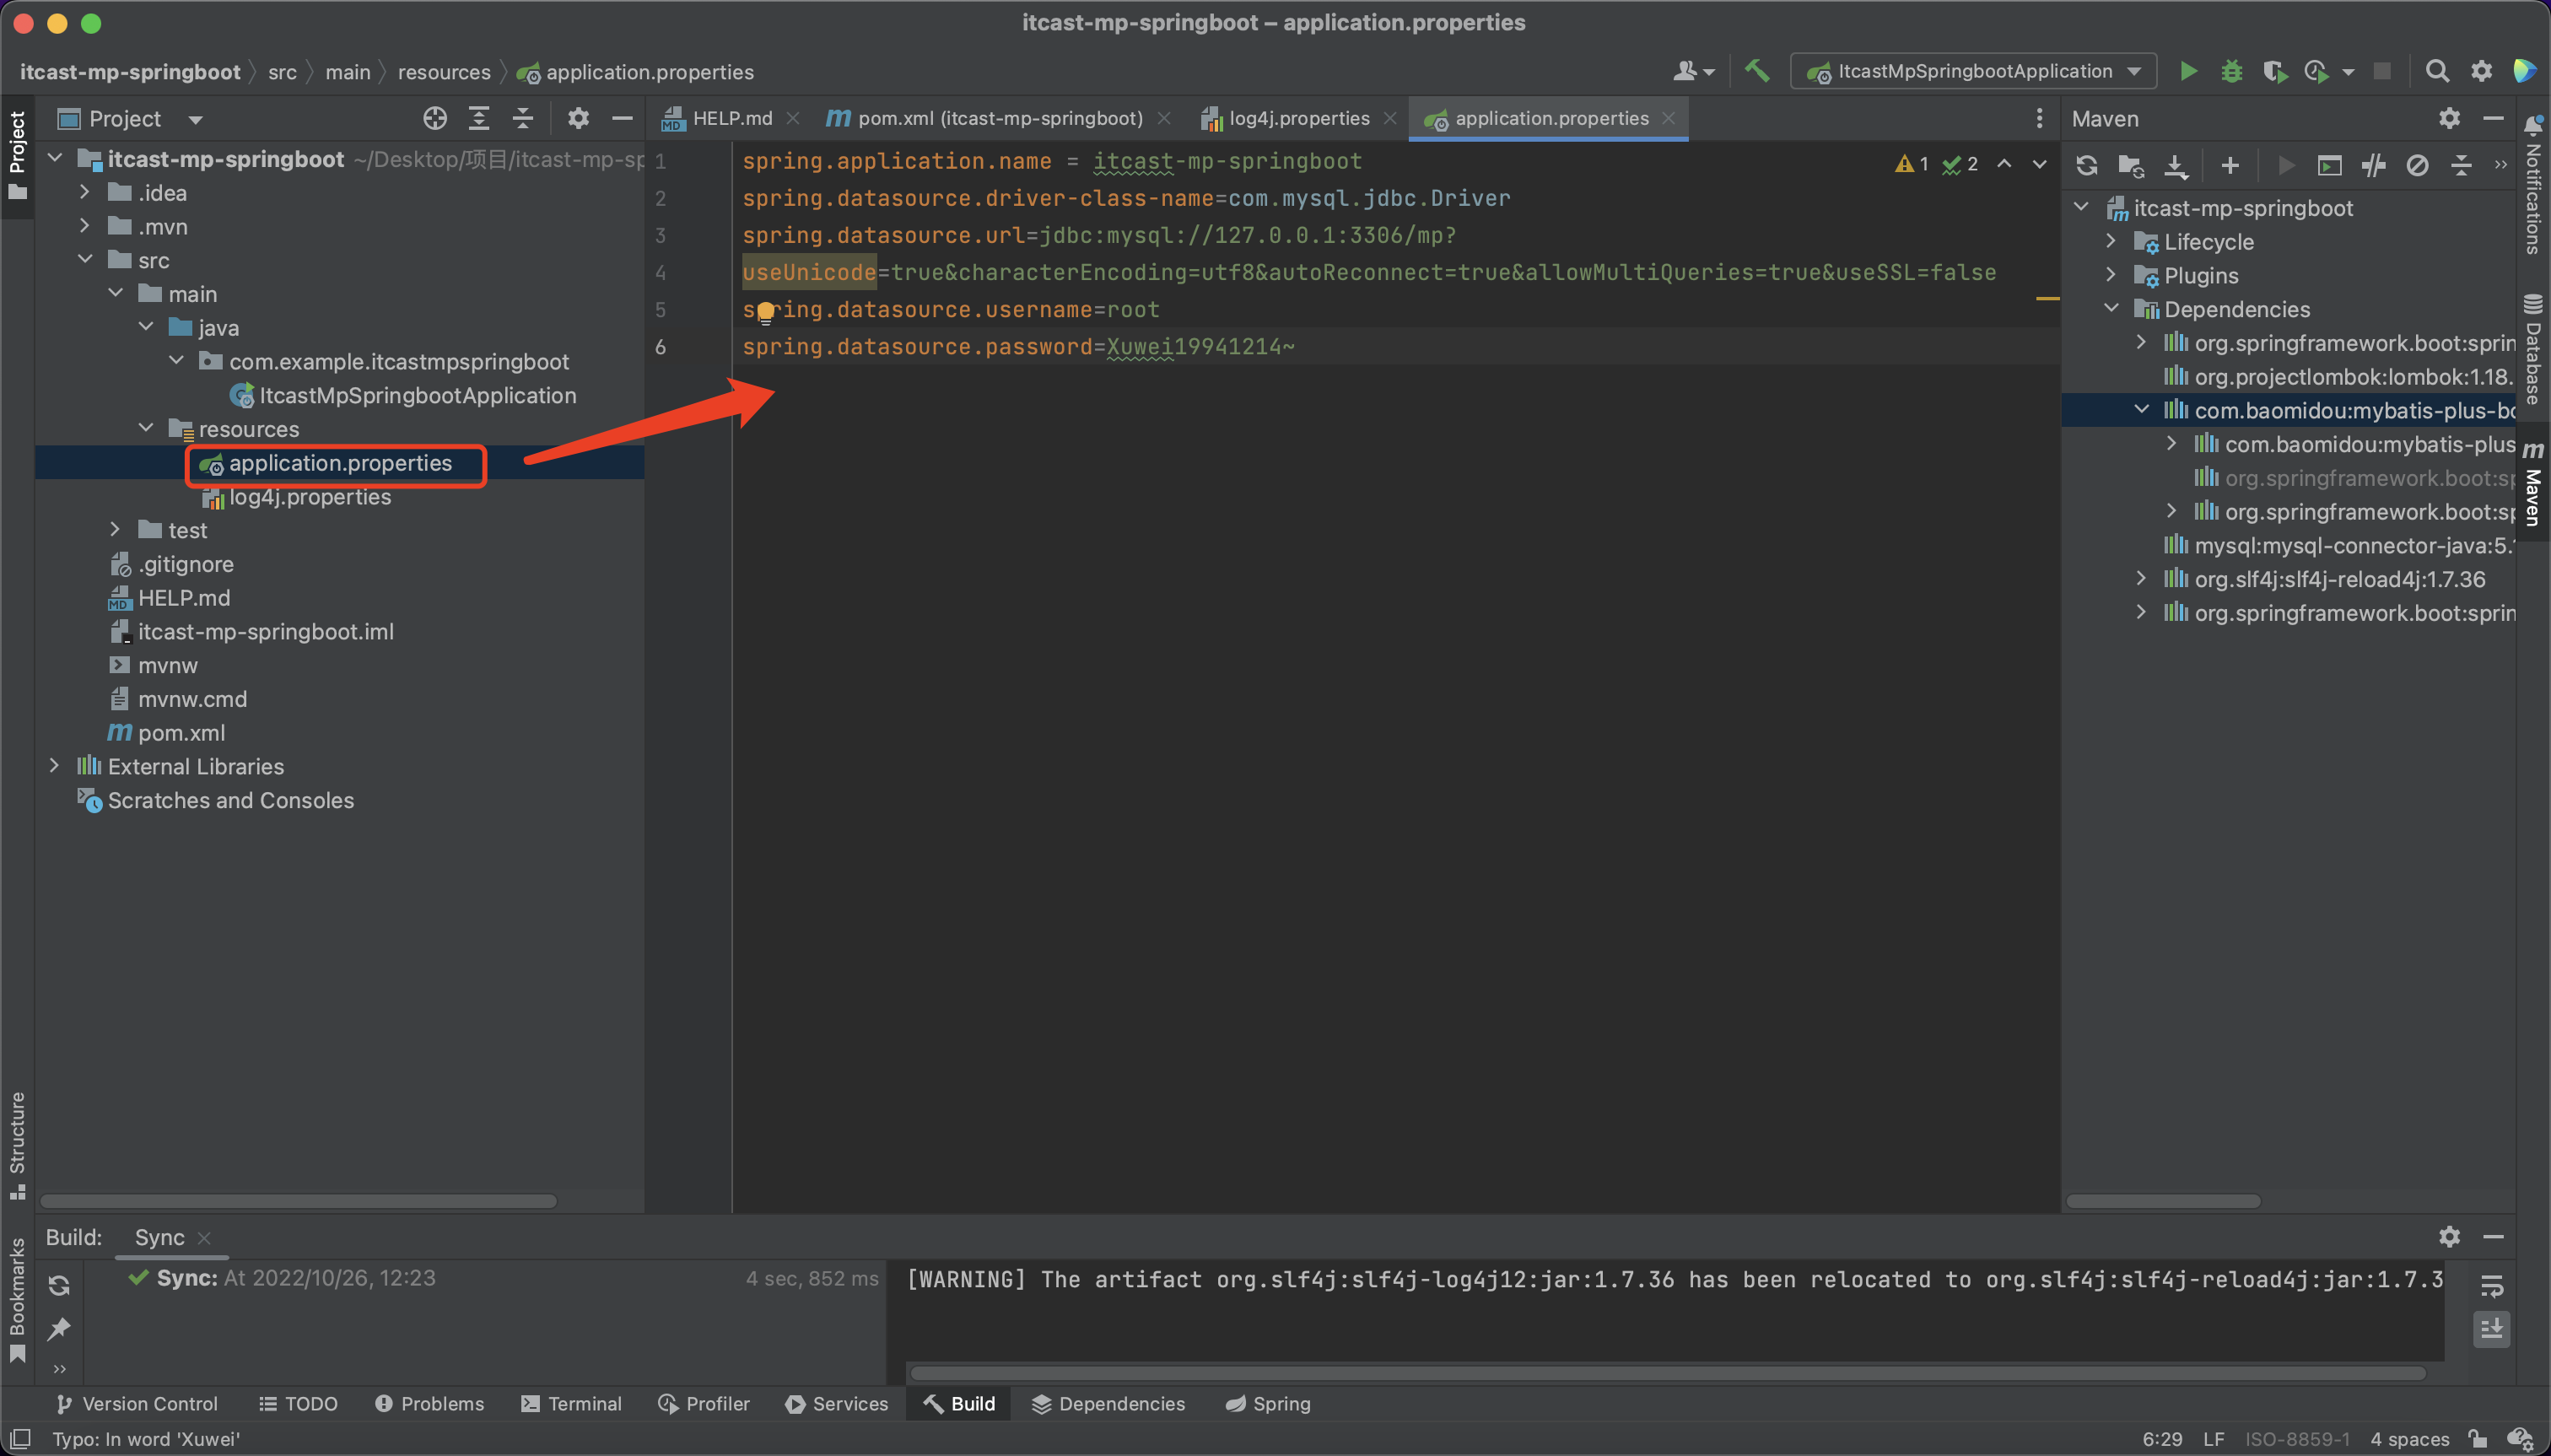 itcast-mp-springboot – application.properties
itcast-mp-springboot src main resources application.properties
ItcastMpSpringbootApplication
Project
Project
HELP.md
pom.xml (itcast-mp-springboot)
log4j.properties
application.properties
Maven
Notifications
Database
Maven
itcast-mp-springboot ~/Desktop/项目/itcast-mp-sp
.idea
.mvn
src
main
java
com.example.itcastmpspringboot
ItcastMpSpringbootApplication
resources
application.properties
log4j.properties
test
.gitignore
HELP.md
itcast-mp-springboot.iml
mvnw
mvnw.cmd
pom.xml
External Libraries
Scratches and Consoles
1 spring.application.name = itcast-mp-springboot
2 spring.datasource.driver-class-name=com.mysql.jdbc.Driver
3 spring.datasource.url=jdbc:mysql://127.0.0.1:3306/mp?
4 useUnicode=true&characterEncoding=utf8&autoReconnect=true&allowMultiQueries=true&useSSL=false
5 spring.datasource.username=root
6 spring.datasource.password=Xuwei19941214~
1 2
itcast-mp-springboot
Lifecycle
Plugins
Dependencies
org.springframework.boot:sprin
org.projectlombok:lombok:1.18.
com.baomidou:mybatis-plus-bo
com.baomidou:mybatis-plus
org.springframework.boot:sp
org.springframework.boot:sp
mysql:mysql-connector-java:5.
org.slf4j:slf4j-reload4j:1.7.36
org.springframework.boot:sprin
Structure
Bookmarks
Build: Sync
Sync: At 2022/10/26, 12:23 4 sec, 852 ms
[WARNING] The artifact org.slf4j:slf4j-log4j12:jar:1.7.36 has been relocated to org.slf4j:slf4j-reload4j:jar:1.7.3
Version Control TODO Problems Terminal Profiler Services Build Dependencies Spring
Typo: In word 'Xuwei' 6:29 LF ISO-8859-1 4 spaces